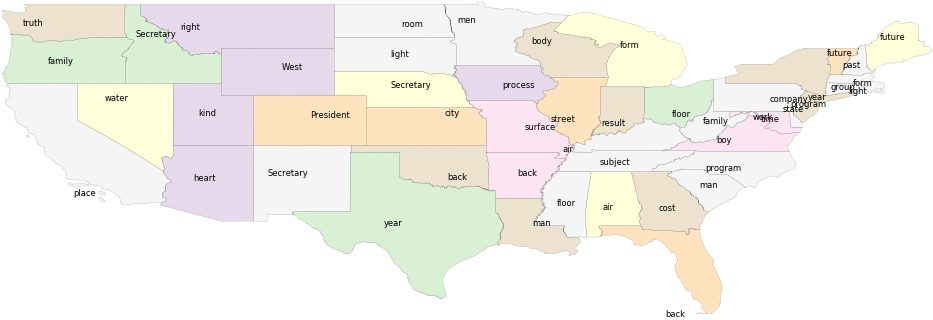 truth
Secretary
right
room
men
family
West
light
body
form
future
future
past
water
kind
Secretary
process
form
group
light
company
year
program
state
President
city
street
surface
result
floor
family
work
time
air
boy
heart
Secretary
back
back
subject
program
place
man
year
man
floor
air
cost
back